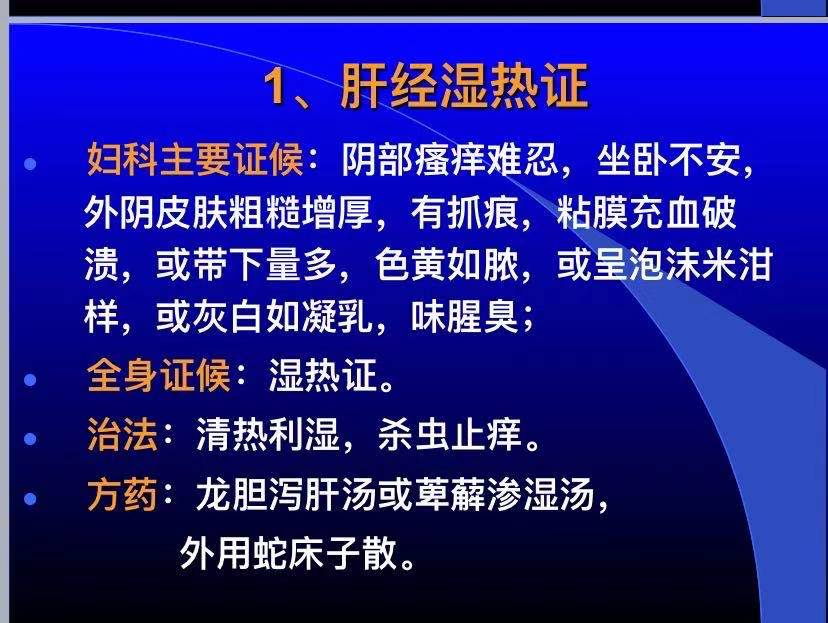 1、肝经湿热证
妇科主要证候：阴部瘙痒难忍，坐卧不安，
外阴皮肤粗糙增厚，有抓痕，粘膜充血破
溃，或带下量多，色黄如脓，或呈泡沫米泔
样，或灰白如凝乳，味腥臭；
全身证候：湿热证。
治法：清热利湿，杀虫止痒。
方药：龙胆泻肝汤或萆薢渗湿汤，
外用蛇床子散。